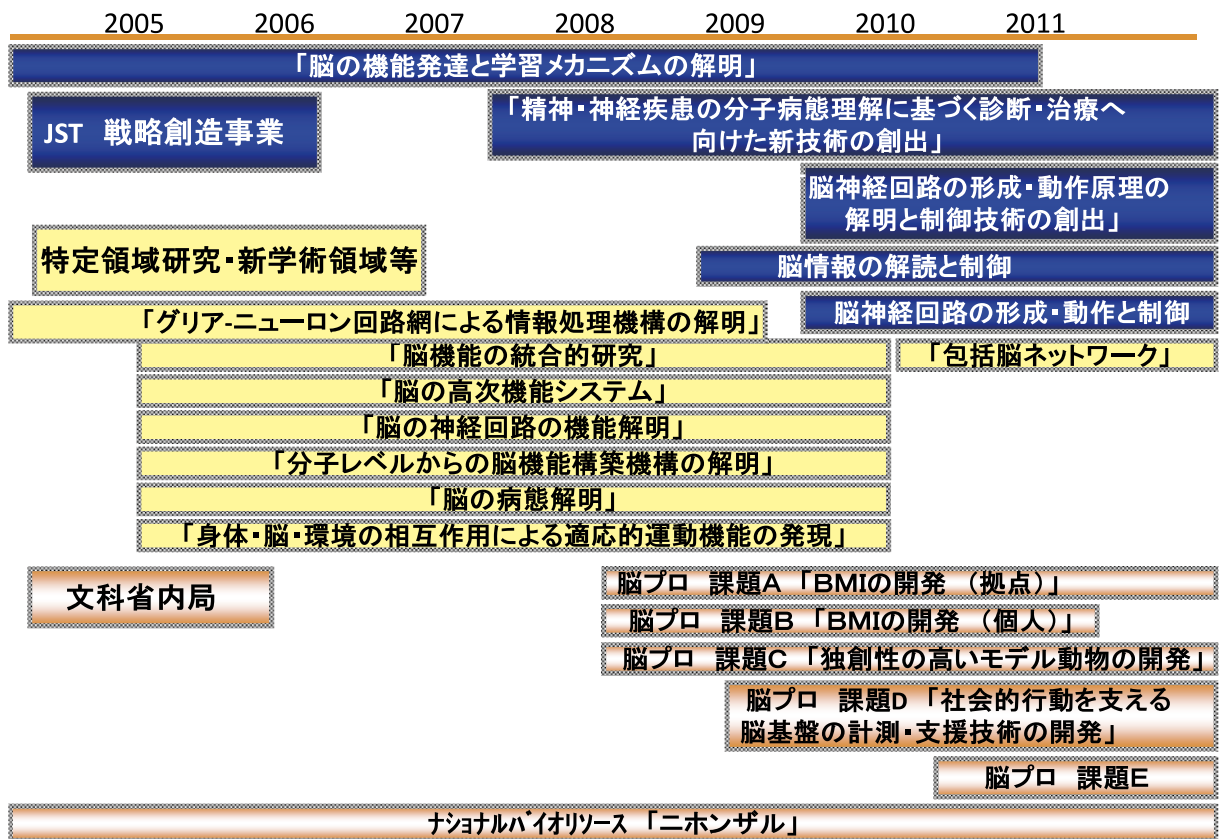 2005 2006 2007 2008 2009 2010 2011
「脳の機能発達と学習メカニズムの解明」
JST 戦略創造事業
「精神・神経疾患の分子病態理解に基づく診断・治療へ
向けた新技術の創出」
脳神経回路の形成・動作原理の
解明と制御技術の創出」
特定領域研究・新学術領域等
脳情報の解読と制御
「グリア-ニューロン回路網による情報処理機構の解明」
脳神経回路の形成・動作と制御
「脳機能の統合的研究」
「包括脳ネットワーク」
「脳の高次機能システム」
「脳の神経回路の機能解明」
「分子レベルからの脳機能構築機構の解明」
「脳の病態解明」
「身体・脳・環境の相互作用による適応的運動機能の発現」
文科省内局
脳プロ 課題A 「BMIの開発 (拠点)」
脳プロ 課題B 「BMIの開発 (個人)」
脳プロ 課題C 「独創性の高いモデル動物の開発」
脳プロ 課題D 「社会的行動を支える
脳基盤の計測・支援技術の開発」
脳プロ 課題E
ナショナルバイオリソース 「ニホンザル」